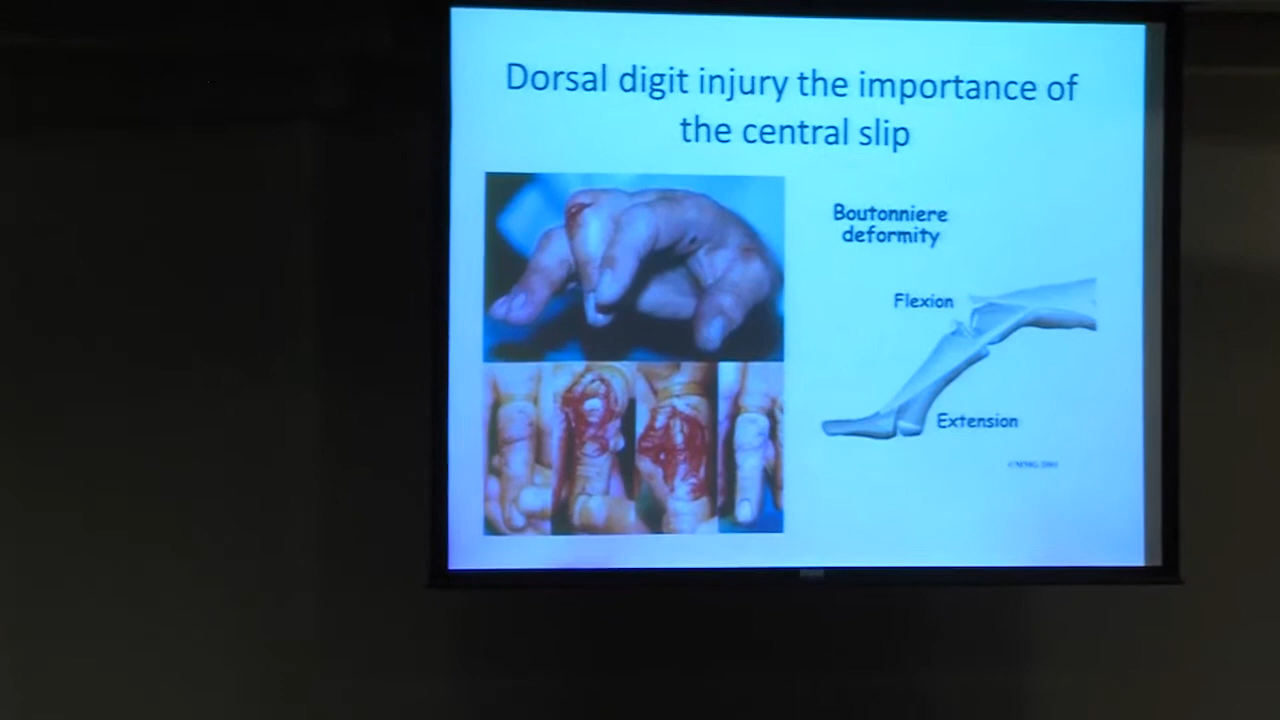 Dorsal digit injury the importance of
the central slip
Boutonniere
deformity
Flexion
Extension